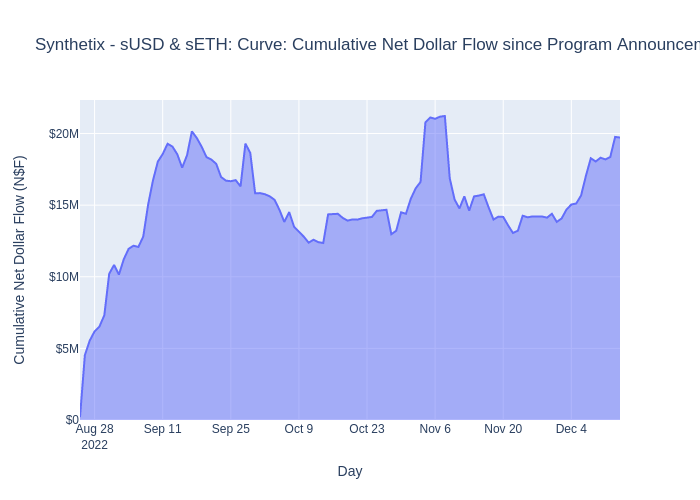 Synthetix - sUSD & sETH: Curve: Cumulative Net Dollar Flow since Program Announcem
Cumulative Net Dollar Flow (N$F)
$20M
$15M
$10M
$5M
$0
Aug 28
2022
Sep 11
Sep 25
Oct 9
Oct 23
Nov 6
Nov 20
Dec 4
Day